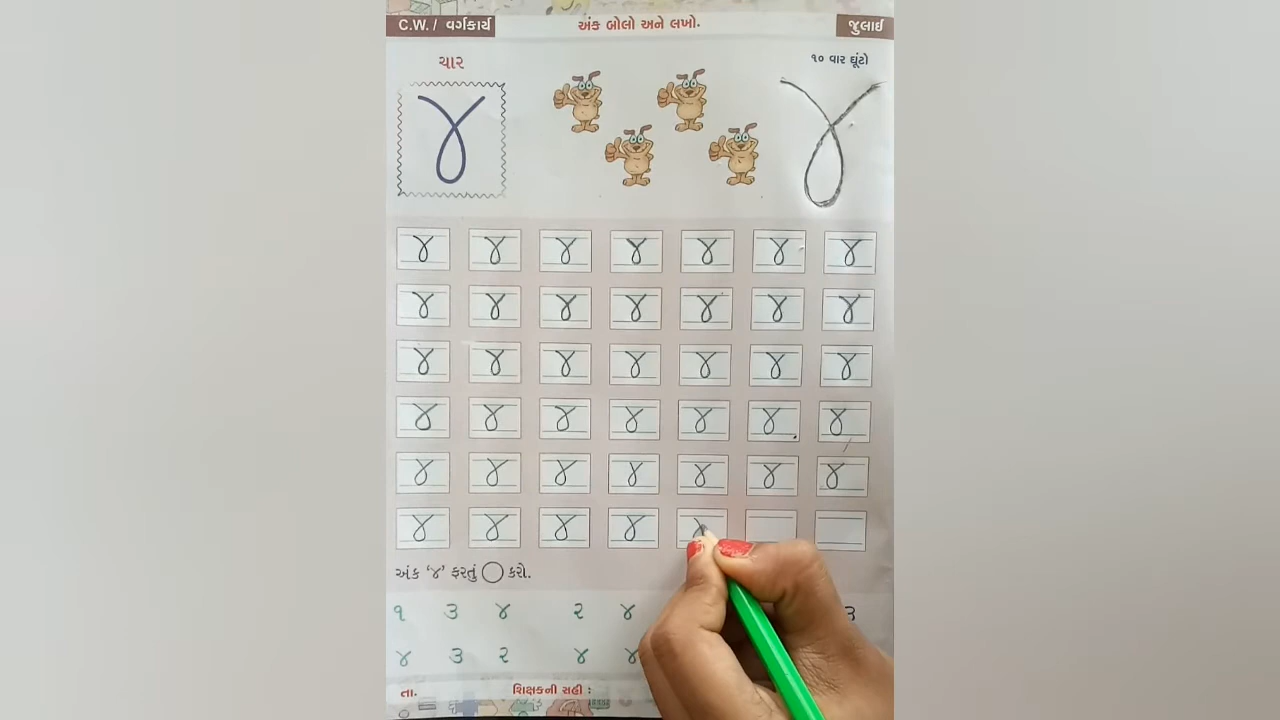 C.W. / વર્ગકાર્ય અંક બોલો અને લખો. જુલાઈ
ચાર ૧૦ વાર ઘૂંટો
૪ ૪
૪ ૪ ૪ ૪ ૪ ૪ ૪
૪ ૪ ૪ ૪ ૪ ૪ ૪
૪ ૪ ૪ ૪ ૪ ૪ ૪
૪ ૪ ૪ ૪ ૪ ૪ ૪
૪ ૪ ૪ ૪ ૪ ૪ ૪
૪ ૪ ૪ ૪
અંક ‘૪’ ફરતું ◯ કરો.
૧ ૩ ૪ ૨ ૪ ૩
૪ ૩ ૨ ૪ ૪
તા. શિક્ષકની સહી :